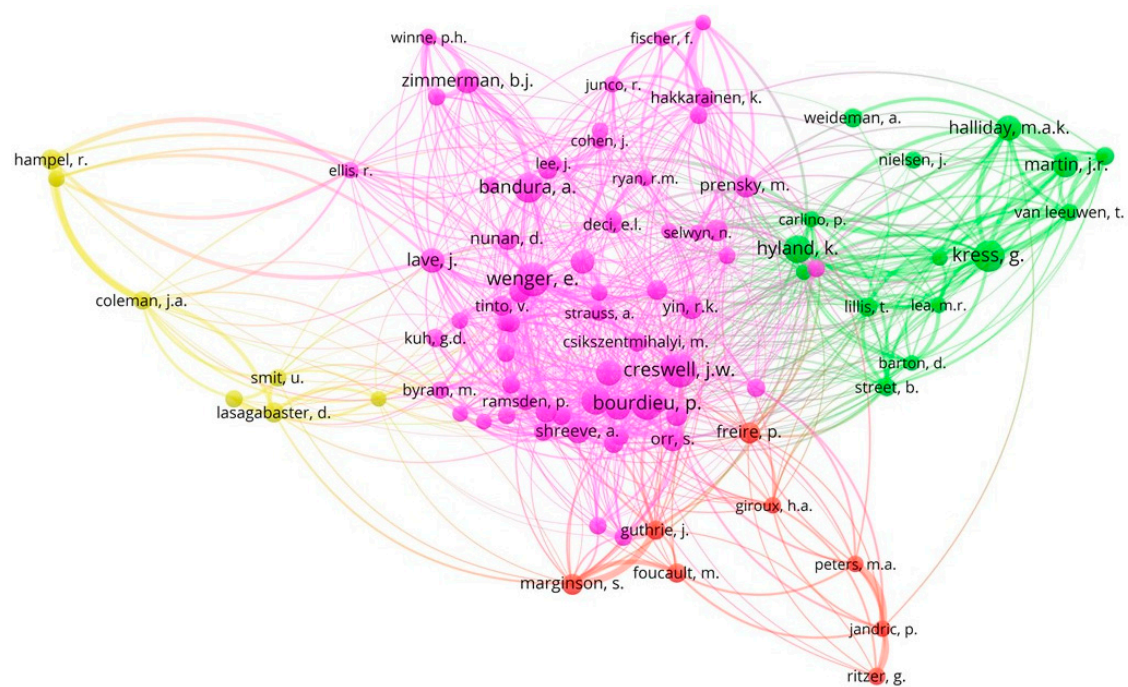 winne, p.h.
fischer, f.
zimmerman, b.j.
junco, r.
hakkarainen, k.
weideman, a.
halliday, m.a.k.
cohen, j.
hampel, r.
ellis, r.
lee, j.
nielsen, j.
martin, j.r.
bandura, a.
ryan, r.m.
prensky, m.
van leeuwen, t.
carlino, p.
deci, e.l.
selwyn, n.
nunan, d.
hyland, k.
kress, g.
lave, j.
wenger, e.
coleman, j.a.
tinto, v.
strauss, a.
yin, r.k.
lillis, t.
lea, m.r.
kuh, g.d.
csikszentmihalyi, m.
barton, d.
creswell, j.w.
smit, u.
street, b.
byram, m.
ramsden, p.
bourdieu, p.
lasagabaster, d.
shreeve, a.
orr, s.
freire, p.
giroux, h.a.
guthrie, j.
peters, m.a.
foucault, m.
marginson, s.
jandric, p.
ritzer, g.